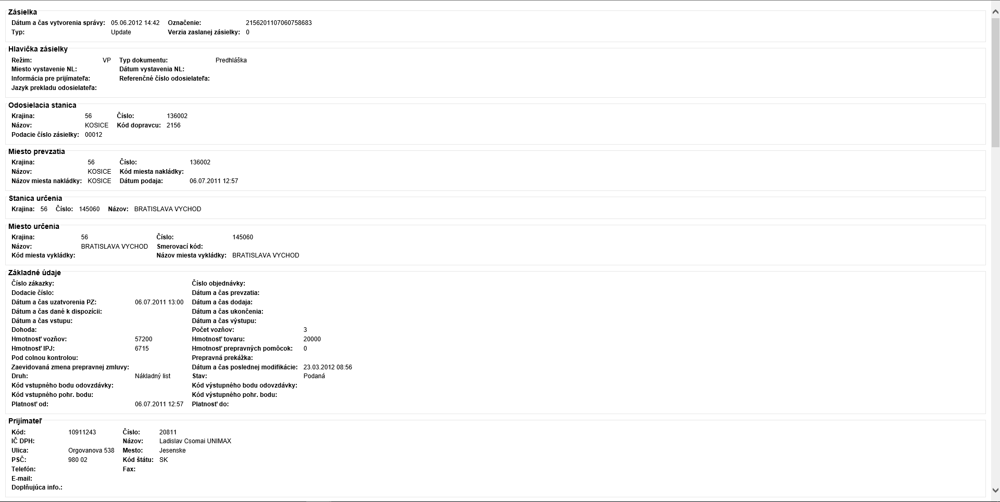 Zásielka
Dátum a čas vytvorenia správy: 05.06.2012 14:42 Označenie: 2156201107060758683
Typ: Update Verzia zaslanej zásielky: 0
Hlavička zásielky
Režim: VP Typ dokumentu: Predhláška
Miesto vystavenie NL: Dátum vystavenia NL:
Informácia pre prijímateľa: Referenčné číslo odosielateľa:
Jazyk prekladu odosielateľa:
Odosielacia stanica
Krajina: 56 Číslo: 136002
Názov: KOSICE Kód dopravcu: 2156
Podacie číslo zásielky: 00012
Miesto prevzatia
Krajina: 56 Číslo: 136002
Názov: KOSICE Kód miesta nakládky:
Názov miesta nakládky: KOSICE Dátum podaja: 06.07.2011 12:57
Stanica určenia
Krajina: 56 Číslo: 145060 Názov: BRATISLAVA VYCHOD
Miesto určenia
Krajina: 56 Číslo: 145060
Názov: BRATISLAVA VYCHOD Smerovací kód:
Kód miesta vykládky: Názov miesta vykládky: BRATISLAVA VYCHOD
Základné údaje
Číslo zákazky: Číslo objednávky:
Dodacie číslo: Dátum a čas prevzatia:
Dátum a čas uzatvorenia PZ: 06.07.2011 13:00 Dátum a čas dodaja:
Dátum a čas dané k dispozícii: Dátum a čas ukončenia:
Dátum a čas vstupu: Dátum a čas výstupu:
Dohoda: Počet vozňov: 3
Hmotnosť vozňov: 57200 Hmotnosť tovaru: 20000
Hmotnosť IPJ: 6715 Hmotnosť prepravných pomôcok: 0
Pod colnou kontrolou: Prepravná prekážka:
Zaevidovaná zmena prepravnej zmluvy: Dátum a čas poslednej modifikácie: 23.03.2012 08:56
Druh: Nákladný list Stav: Podaná
Kód vstupného bodu odovzdávky: Kód výstupného bodu odovzdávky:
Kód vstupného pohr. bodu: Kód výstupného pohr. bodu:
Platnosť od: 06.07.2011 12:57 Platnosť do:
Prijímateľ
Kód: 10911243 Číslo: 20811
IČ DPH: Názov: Ladislav Csomai UNIMAX
Ulica: Orgovanova 538 Mesto: Jesenske
PSČ: 980 02 Kód štátu: SK
Telefón: Fax:
E-mail:
Doplňujúca info.: